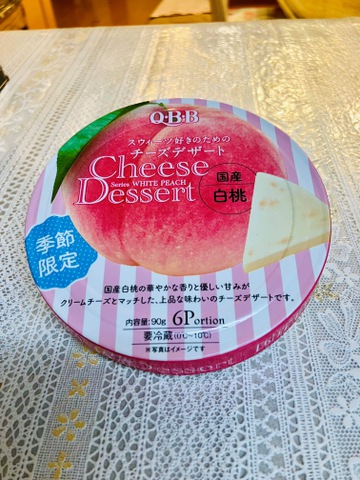 Q・B・B
スウィーツ好きのための
チーズデザート
Cheese
Dessert
Series WHITE PEACH
国産
白桃
季節
限定
国産白桃の華やかな香りと優しい甘みが
クリームチーズとマッチした、上品な味わいのチーズデザートです。
内容量:90g 6Portion
要冷蔵(0℃~10℃)
※写真はイメージです